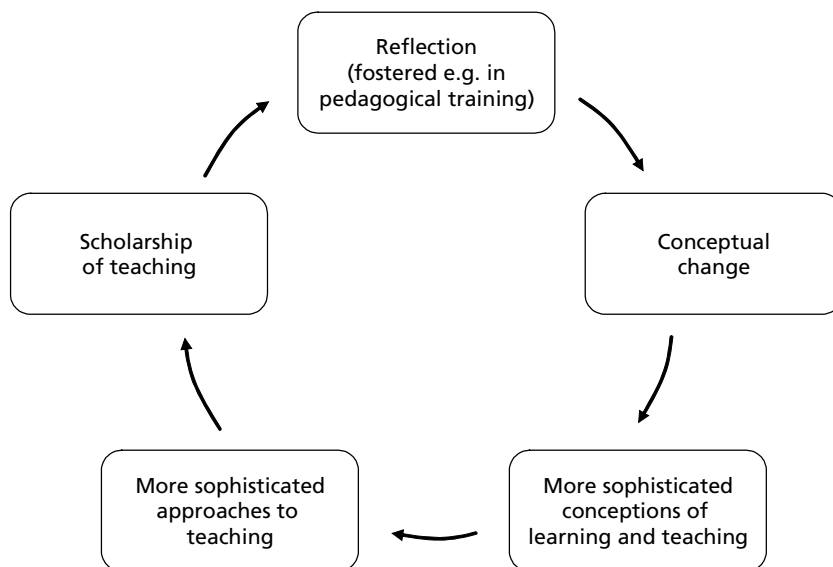 Reflection
(fostered e.g. in
pedagogical training)
Conceptual
change
More sophisticated
conceptions of
learning and teaching
More sophisticated
approaches to
teaching
Scholarship
of teaching